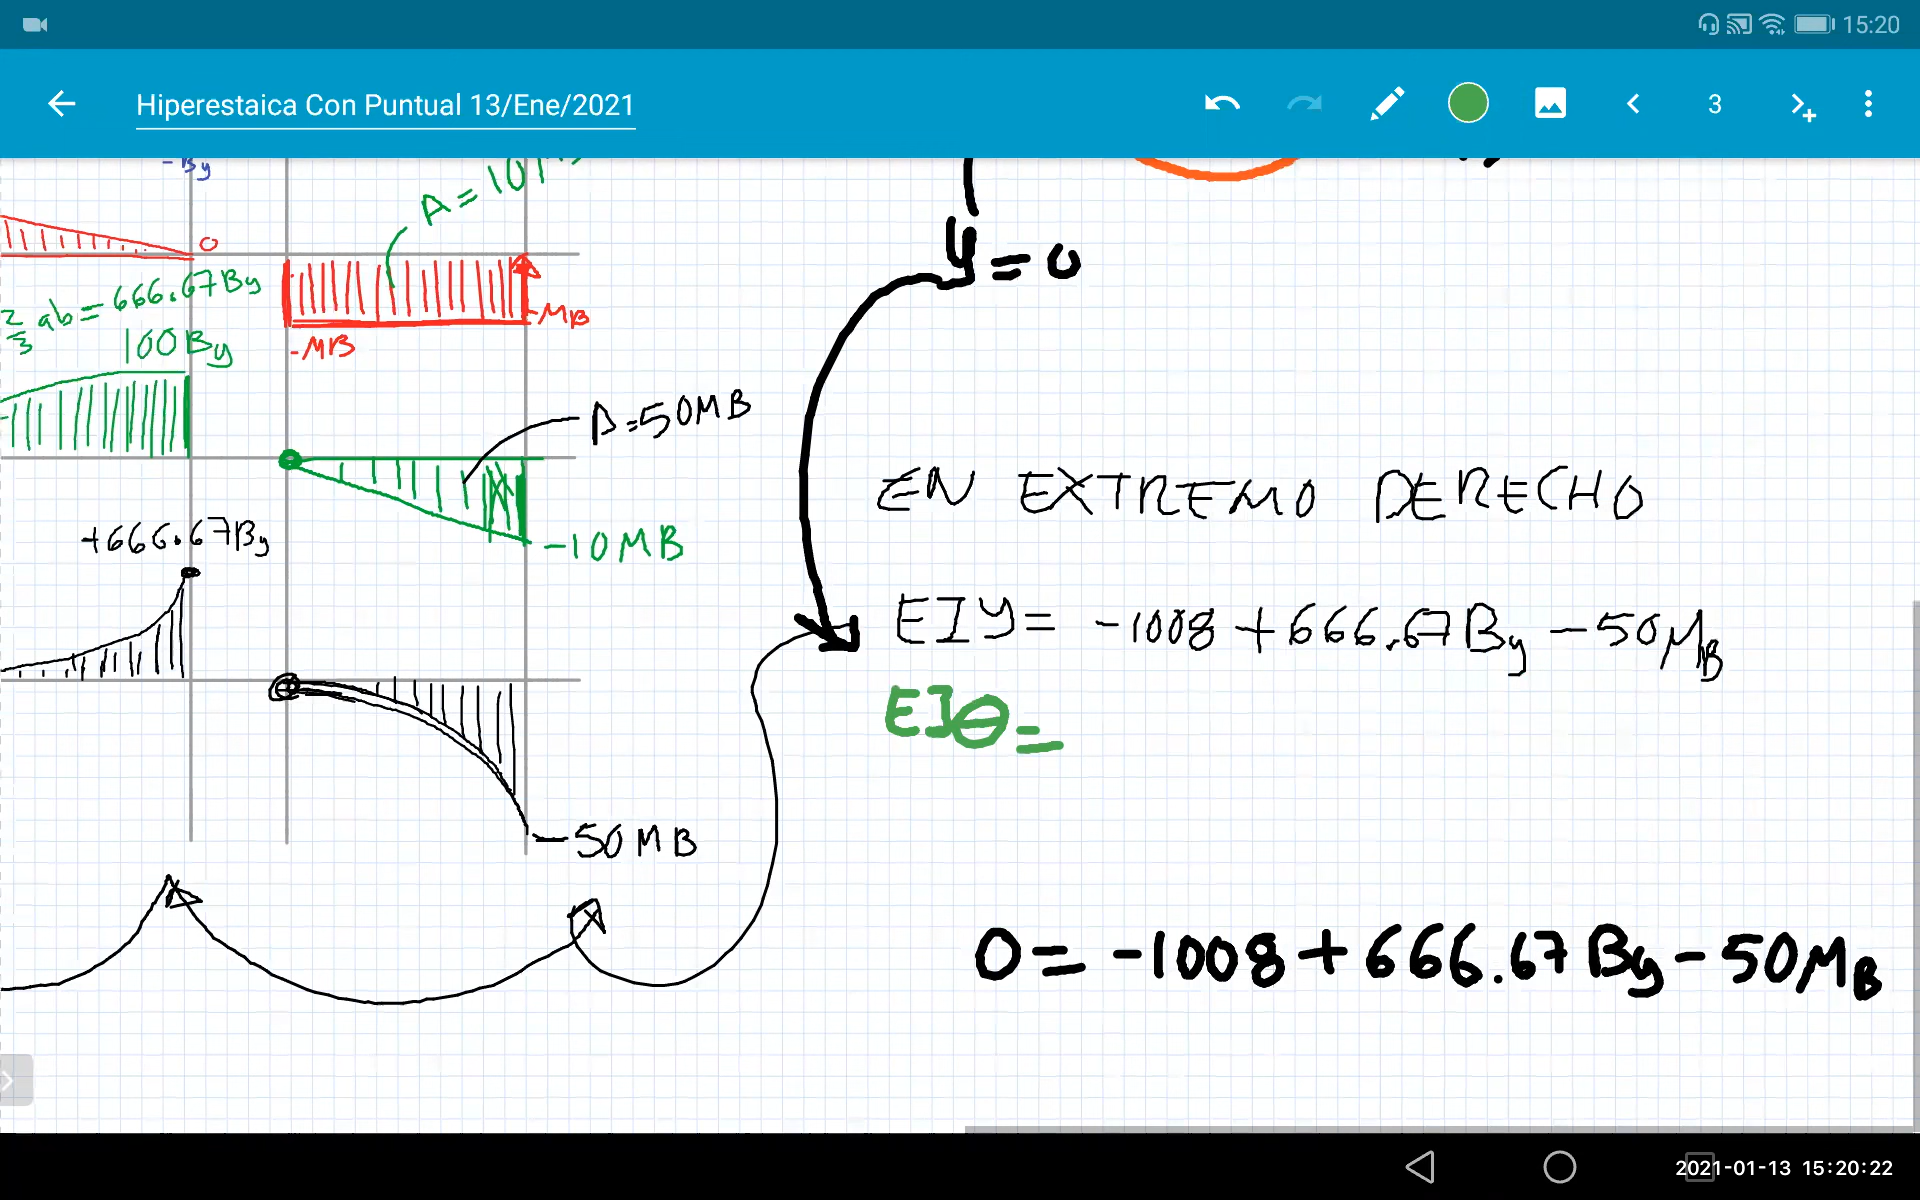 15:20
Hiperestaica Con Puntual 13/Ene/2021
3
-By
A=10
y=0
0
2/3 ab=666.67By
-MB
-MB
100By
A=50MB
EN EXTREMO DERECHO
+666.67By
-10MB
EIY= -1008+666.67By-50MB
EIθ=
-50MB
0=-1008+666.67By-50MB
2021-01-13 15:20:22